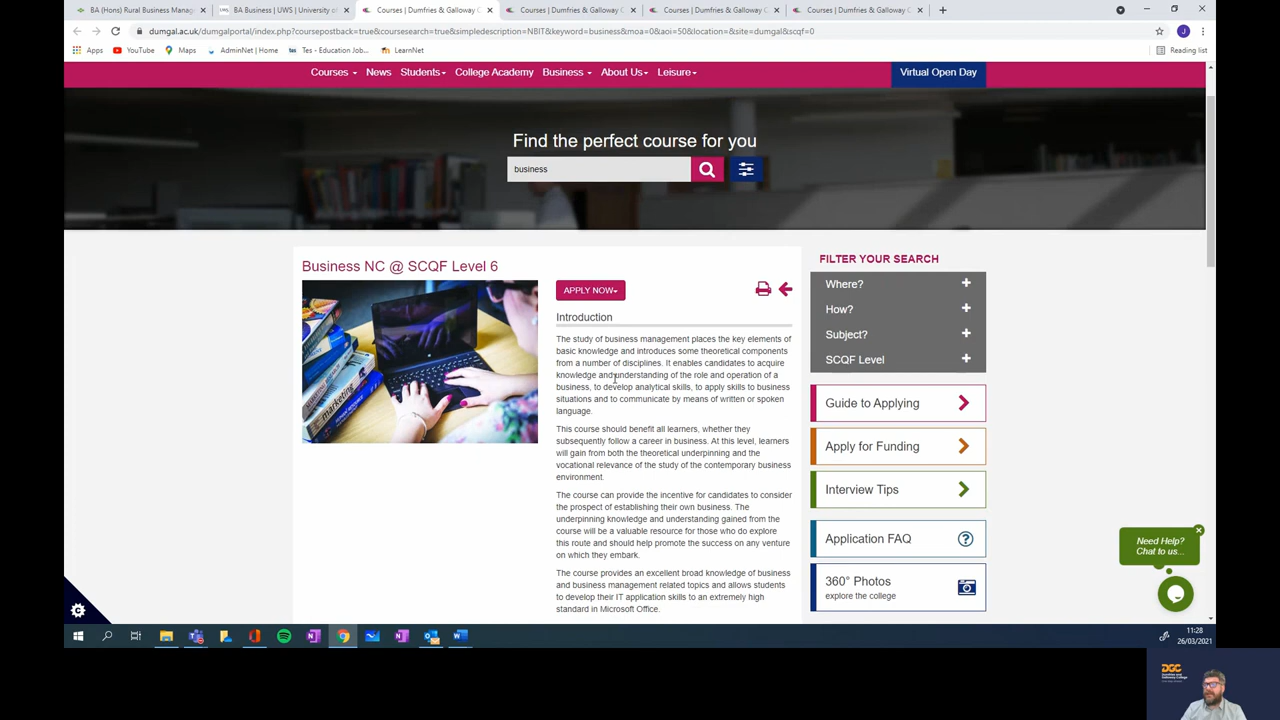 BA (Hons) Rural Business Manag
BA Business | UWS | University of
Courses | Dumfries & Galloway C
Courses | Dumfries & Galloway C
Courses | Dumfries & Galloway C
Courses | Dumfries & Galloway C
dumgal.ac.uk/dumgalportal/index.php?coursepostback=true&coursesearch=true&simpledescription=NBIT&keyword=business&moa=0&aoi=50&location=&site=dumgal&scqf=0
Apps YouTube Maps AdminNet | Home Tes - Education Job... LearnNet Reading list
Courses News Students College Academy Business About Us Leisure Virtual Open Day
Find the perfect course for you
business
Business NC @ SCQF Level 6
APPLY NOW
Introduction
The study of business management places the key elements of
basic knowledge and introduces some theoretical components
from a number of disciplines. It enables candidates to acquire
knowledge and understanding of the role and operation of a
business, to develop analytical skills, to apply skills to business
situations and to communicate by means of written or spoken
language.
This course should benefit all learners, whether they
subsequently follow a career in business. At this level, learners
will gain from both the theoretical underpinning and the
vocational relevance of the study of the contemporary business
environment.
The course can provide the incentive for candidates to consider
the prospect of establishing their own business. The
underpinning knowledge and understanding gained from the
course will be a valuable resource for those who do explore
this route and should help promote the success on any venture
on which they embark.
The course provides an excellent broad knowledge of business
and business management related topics and allows students
to develop their IT application skills to an extremely high
standard in Microsoft Office.
FILTER YOUR SEARCH
Where?
How?
Subject?
SCQF Level
Guide to Applying
Apply for Funding
Interview Tips
Application FAQ
360° Photos
explore the college
Need Help?
Chat to us...
11:28
26/03/2021
DGC
Dumfries and
Galloway College